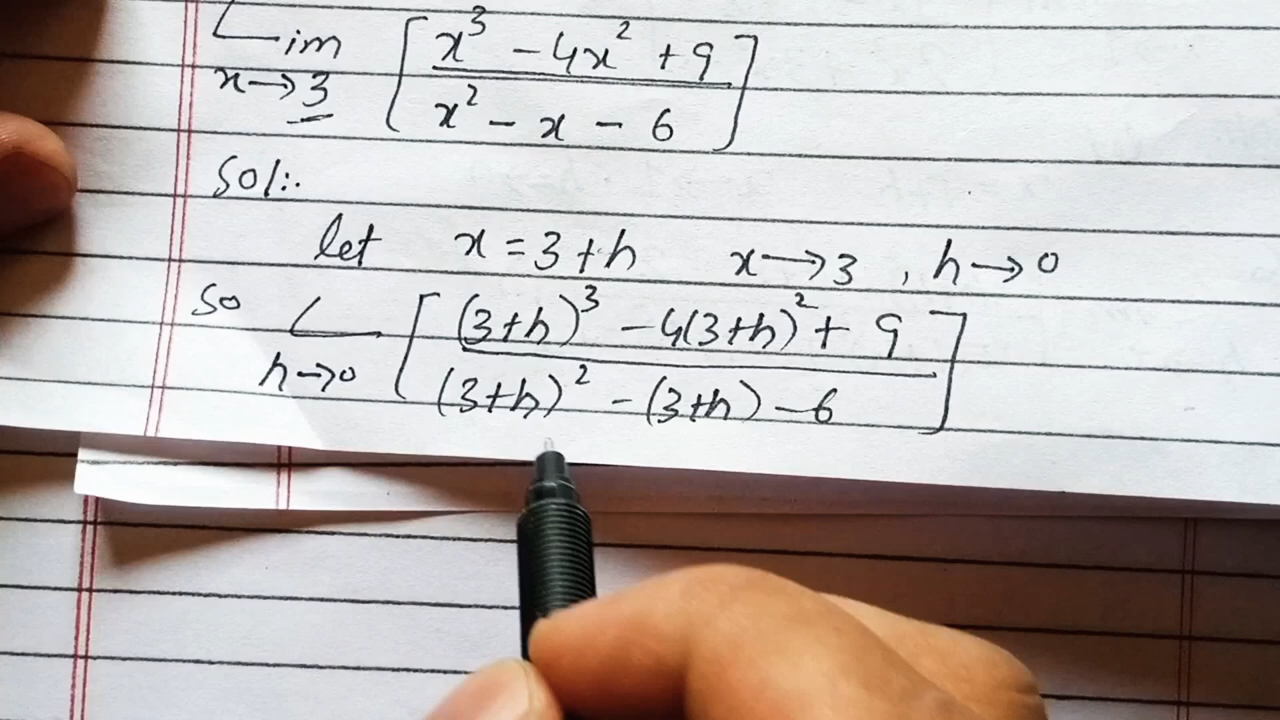 Lim x→3 [ (x³ − 4x² + 9) / (x² − x − 6) ]
Sol:.
let x = 3+h x→3 , h→0
So L h→0 [ ((3+h)³ − 4(3+h)² + 9) / ((3+h)² − (3+h) − 6) ]